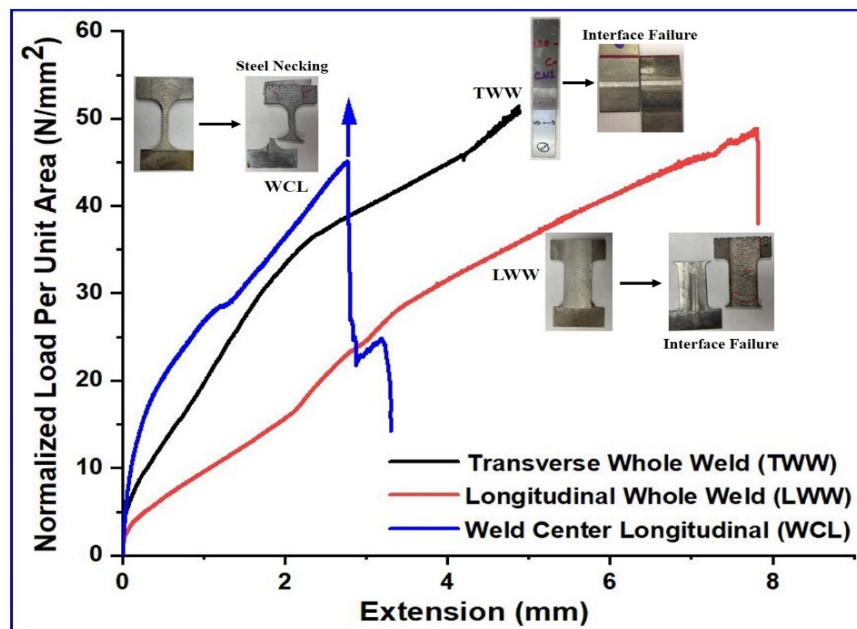 Normalized Load Per Unit Area (N/mm²)
60
50
40
30
20
10
0
0
2
4
6
8
Extension (mm)
Steel Necking
WCL
TWW
Interface Failure
LWW
Interface Failure
Transverse Whole Weld (TWW)
Longitudinal Whole Weld (LWW)
Weld Center Longitudinal (WCL)